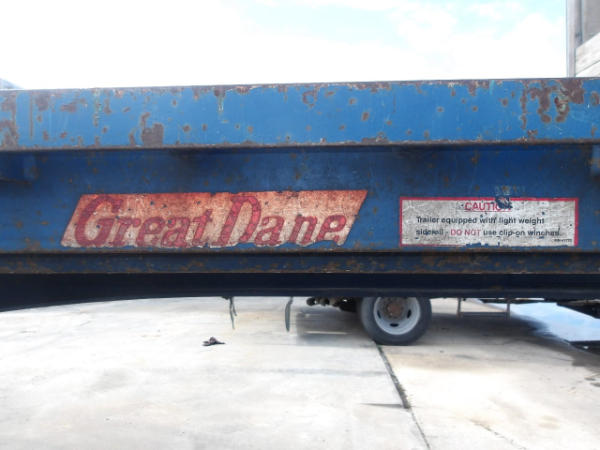 Great Dane
CAUTION
Trailer equipped with light weight
siderail - DO NOT use clip-on winches.